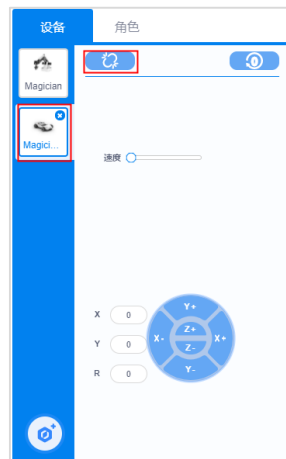 设备
角色
Magician
Magici...
速度
X 0
Y 0
R 0
Y+
X-
Z+
X+
Z-
Y-